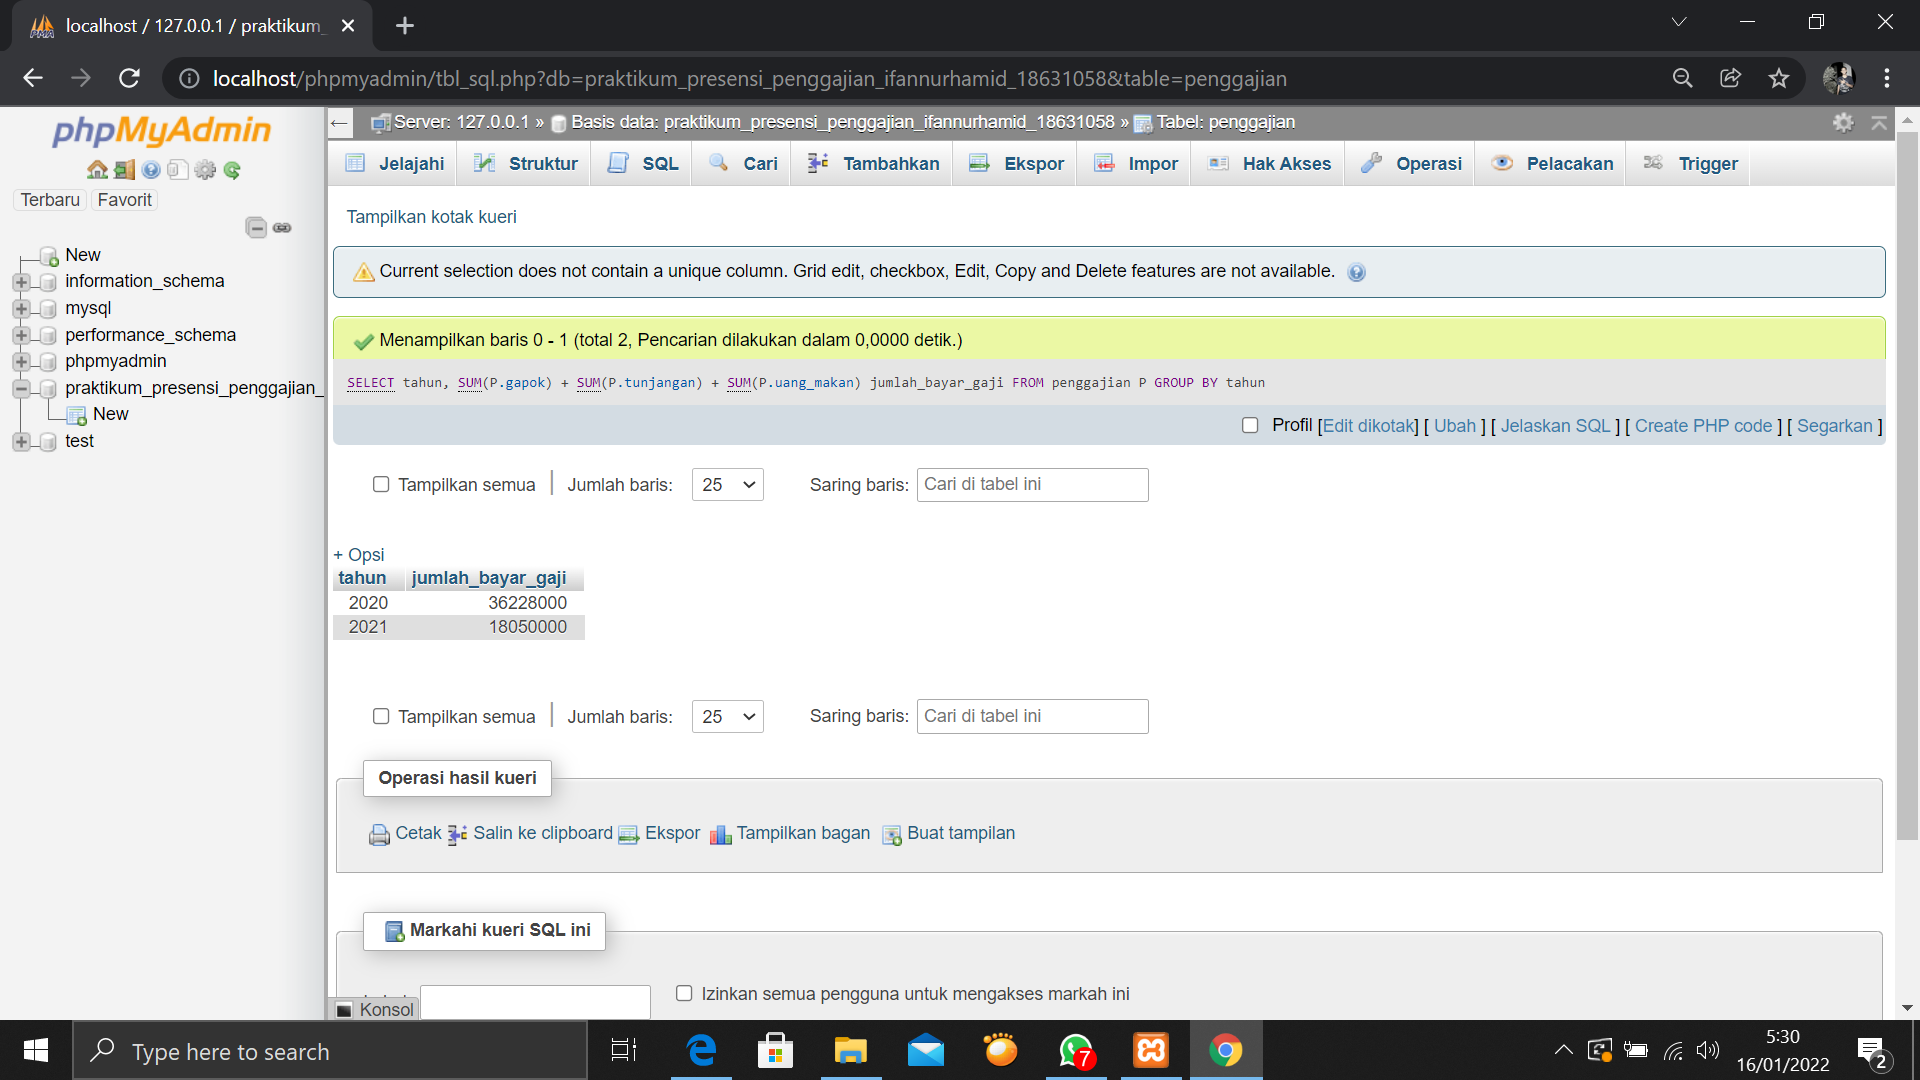 localhost / 127.0.0.1 / praktikum_
localhost/phpmyadmin/tbl_sql.php?db=praktikum_presensi_penggajian_ifannurhamid_18631058&table=penggajian
phpMyAdmin
Terbaru Favorit
New
information_schema
mysql
performance_schema
phpmyadmin
praktikum_presensi_penggajian_
New
test
Server: 127.0.0.1 » Basis data: praktikum_presensi_penggajian_ifannurhamid_18631058 » Tabel: penggajian
Jelajahi Struktur SQL Cari Tambahkan Ekspor Impor Hak Akses Operasi Pelacakan Trigger
Tampilkan kotak kueri
Current selection does not contain a unique column. Grid edit, checkbox, Edit, Copy and Delete features are not available.
Menampilkan baris 0 - 1 (total 2, Pencarian dilakukan dalam 0,0000 detik.)
SELECT tahun, SUM(P.gapok) + SUM(P.tunjangan) + SUM(P.uang_makan) jumlah_bayar_gaji FROM penggajian P GROUP BY tahun
Profil [Edit dikotak] [ Ubah ] [ Jelaskan SQL ] [ Create PHP code ] [ Segarkan ]
Tampilkan semua | Jumlah baris: 25 Saring baris: Cari di tabel ini
+ Opsi
tahun jumlah_bayar_gaji
2020 36228000
2021 18050000
Tampilkan semua | Jumlah baris: 25 Saring baris: Cari di tabel ini
Operasi hasil kueri
Cetak Salin ke clipboard Ekspor Tampilkan bagan Buat tampilan
Markahi kueri SQL ini
Izinkan semua pengguna untuk mengakses markah ini
Konsol
Type here to search
7
5:30
16/01/2022
2